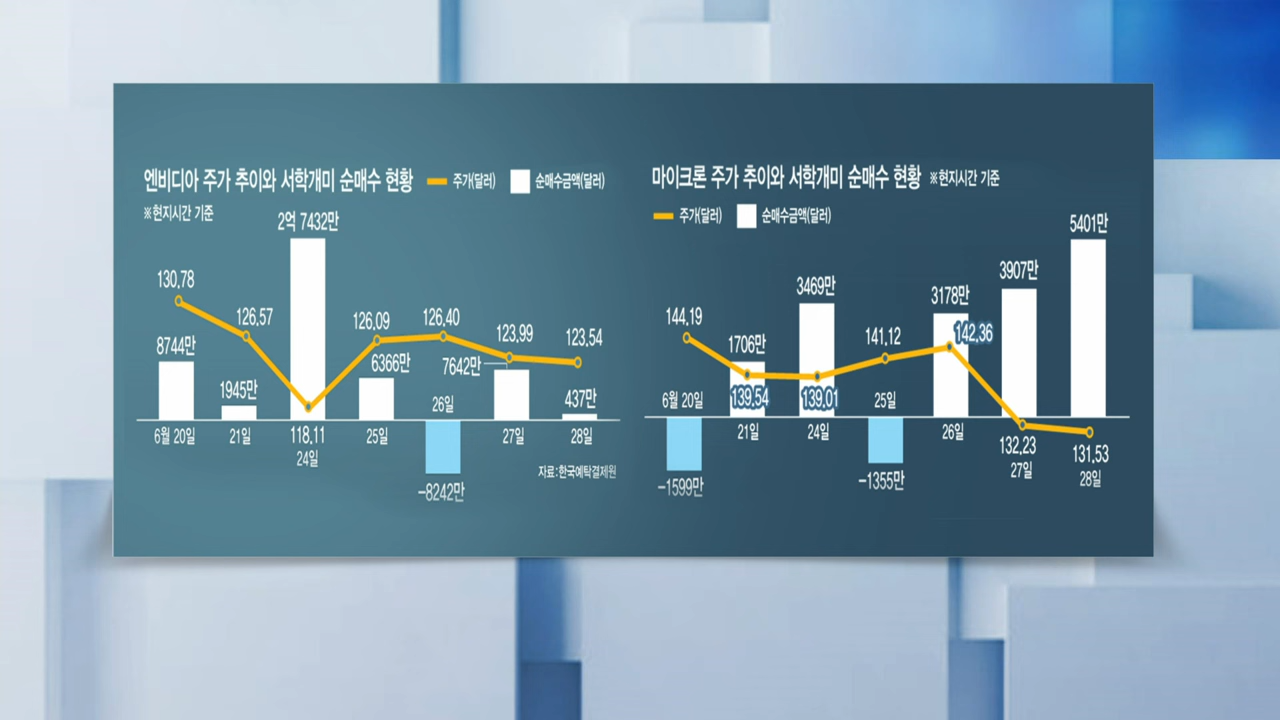 엔비디아 주가 추이와 서학개미 순매수 현황
주가(달러)
순매수금액(달러)
※현지시간 기준
2억 7432만
130.78
126.57
126.09
126.40
123.99
123.54
8744만
1945만
6366만
7642만
437만
26일
6월 20일
21일
118.11
24일
25일
27일
28일
-8242만
자료:한국예탁결제원
마이크론 주가 추이와 서학개미 순매수 현황
※현지시간 기준
주가(달러)
순매수금액(달러)
5401만
3907만
3469만
3178만
144.19
1706만
141.12
142.36
139.54
139.01
6월 20일
25일
21일
24일
26일
132.23
27일
131.53
28일
-1599만
-1355만